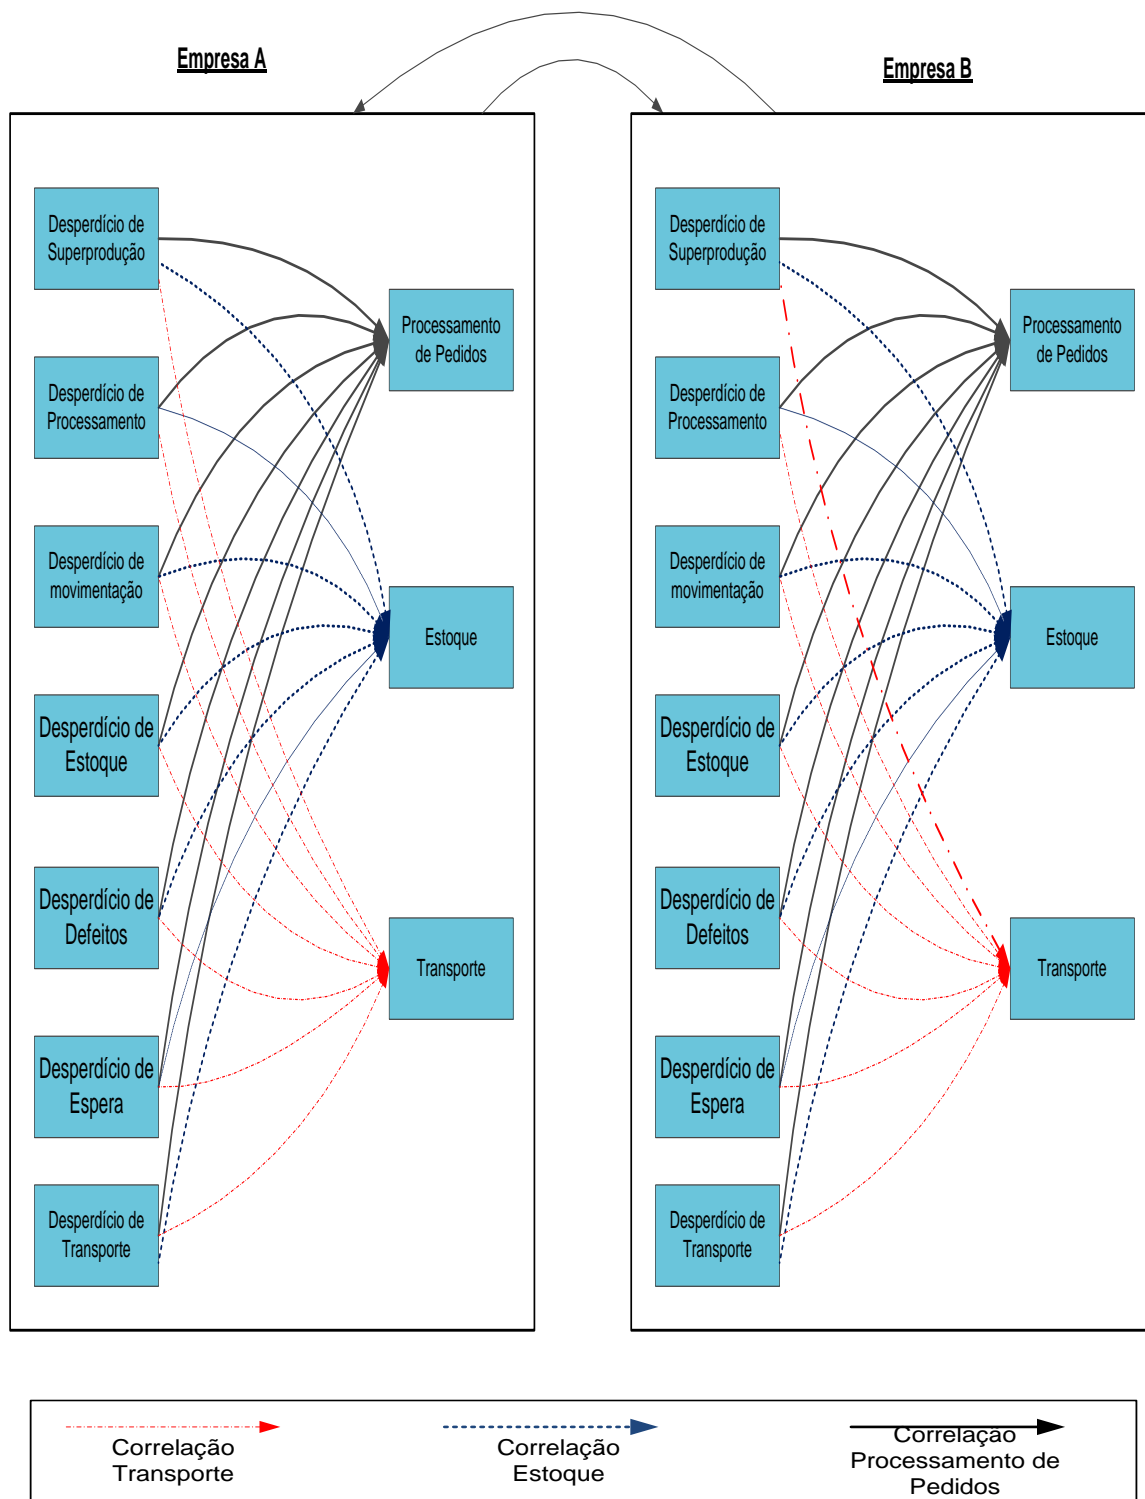 Empresa A
Desperdício de
Superprodução
Desperdício de
Processamento
Desperdício de
movimentação
Desperdício de
Estoque
Desperdício de
Defeitos
Desperdício de
Espera
Desperdício de
Transporte
Processamento
de Pedidos
Estoque
Transporte
Empresa B
Desperdício de
Superprodução
Desperdício de
Processamento
Desperdício de
movimentação
Desperdício de
Estoque
Desperdício de
Defeitos
Desperdício de
Espera
Desperdício de
Transporte
Processamento
de Pedidos
Estoque
Transporte
Correlação
Transporte
Correlação
Estoque
Correlação
Processamento de
Pedidos